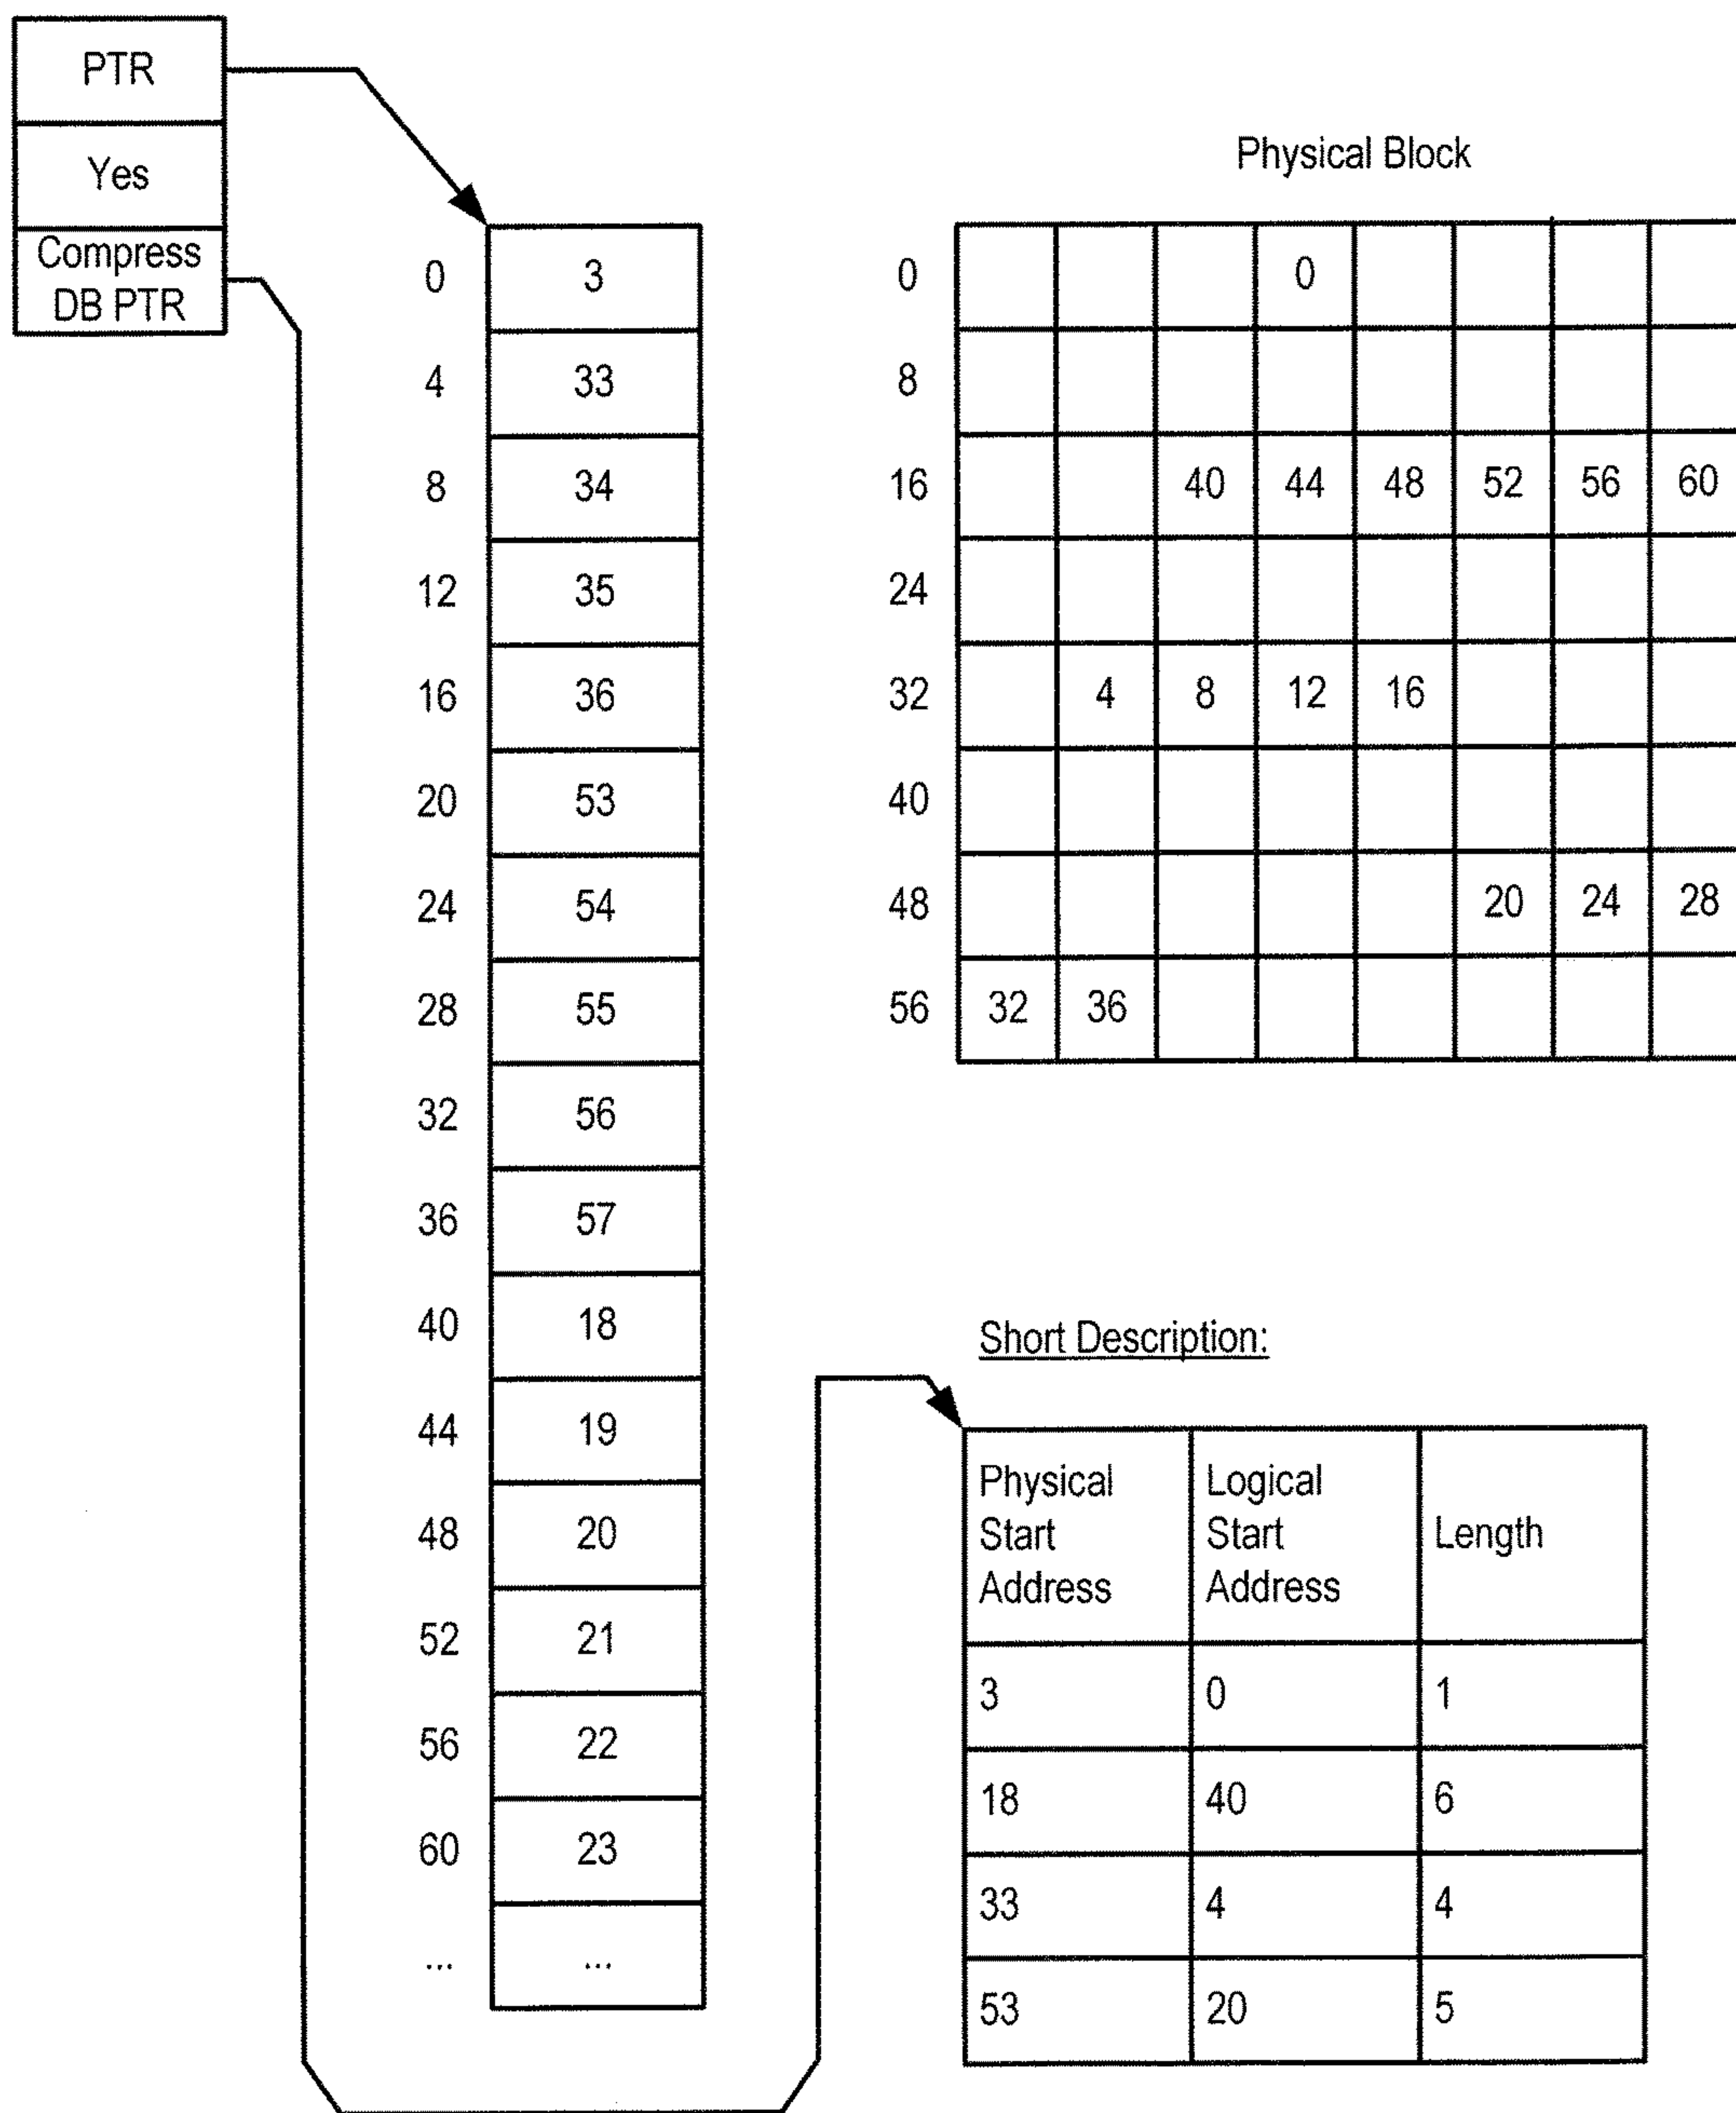 PTR
Yes
Compress
DB PTR
0 3
4 33
8 34
12 35
16 36
20 53
24 54
28 55
32 56
36 57
40 18
44 19
48 20
52 21
56 22
60 23
... ...
Physical Block
0 0
8
16 40 44 48 52 56 60
24
32 4 8 12 16
40
48 20 24 28
56 32 36
Short Description:
Physical
Start
Address
Logical
Start
Address
Length
3 0 1
18 40 6
33 4 4
53 20 5